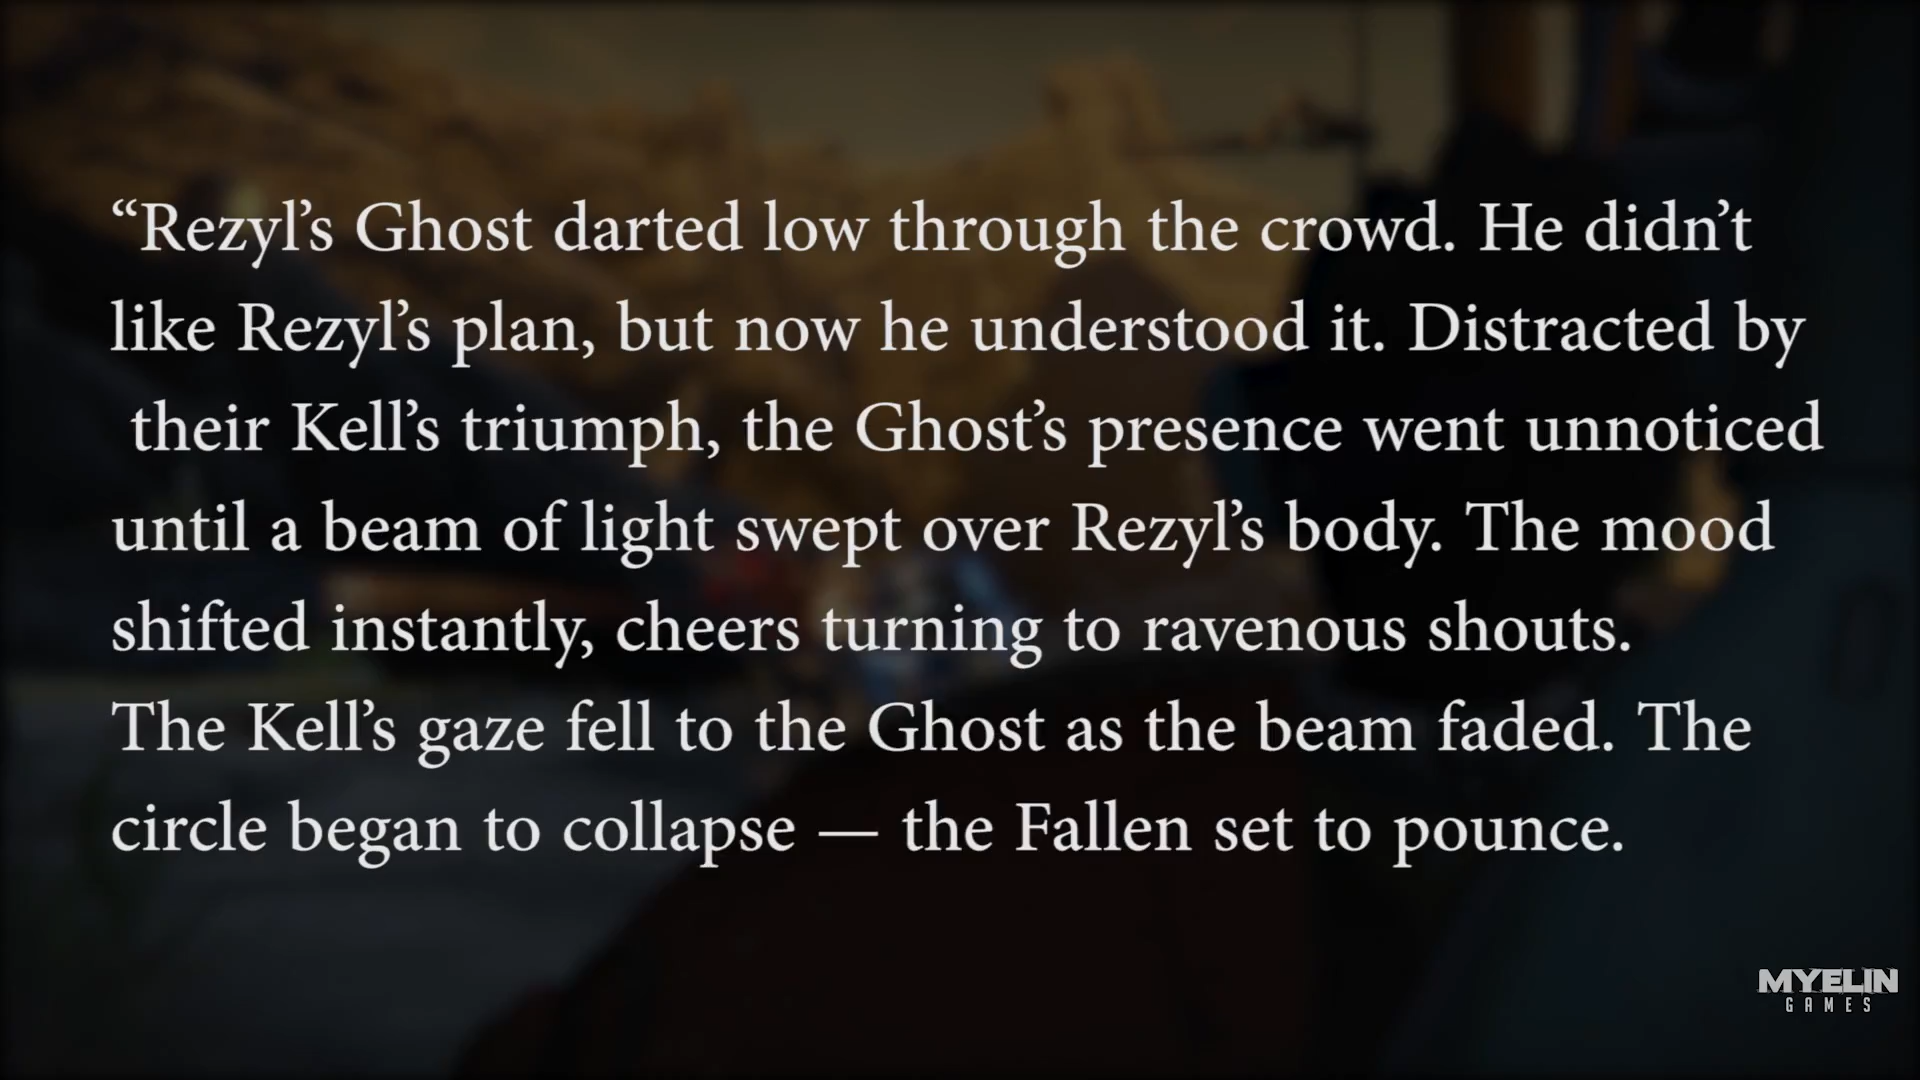 “Rezyl’s Ghost darted low through the crowd. He didn’t
like Rezyl’s plan, but now he understood it. Distracted by
their Kell’s triumph, the Ghost’s presence went unnoticed
until a beam of light swept over Rezyl’s body. The mood
shifted instantly, cheers turning to ravenous shouts.
The Kell’s gaze fell to the Ghost as the beam faded. The
circle began to collapse — the Fallen set to pounce.
MYELIN
GAMES